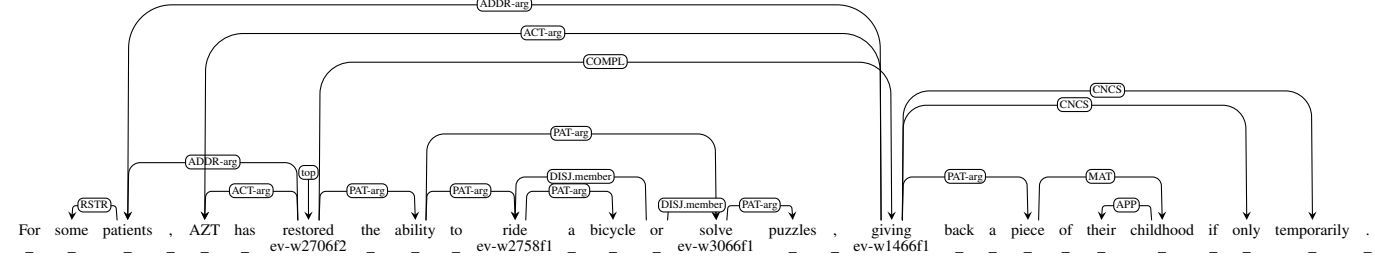 ADDR-arg
ACT-arg
COMPL
CNCS
CNCS
PAT-arg
ADDR-arg
top
DISJ.member
PAT-arg MAT
ACT-arg PAT-arg PAT-arg PAT-arg
RSTR DISJ.member PAT-arg APP
For some patients , AZT has restored the ability to ride a bicycle or solve puzzles , giving back a piece of their childhood if only temporarily .
_ _ _ _ _ _ ev-w2706f2 _ _ _ ev-w2758f1 _ _ _ ev-w3066f1 _ _ ev-w1466f1 _ _ _ _ _ _ _ _ _ _